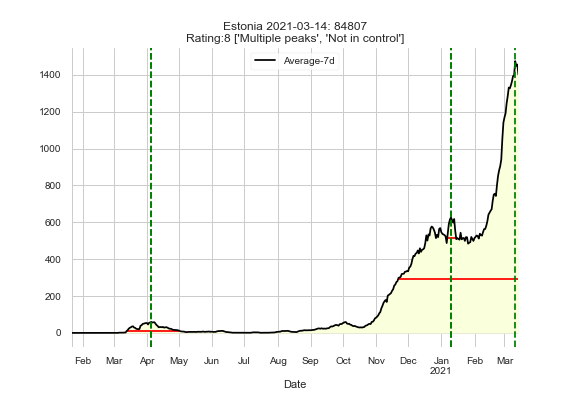 Estonia 2021-03-14: 84807
Rating:8 ['Multiple peaks', 'Not in control']
Average-7d
1400
1200
1000
800
600
400
200
0
Feb Mar Apr May Jun Jul Aug Sep Oct Nov Dec Jan Feb Mar
2021
Date